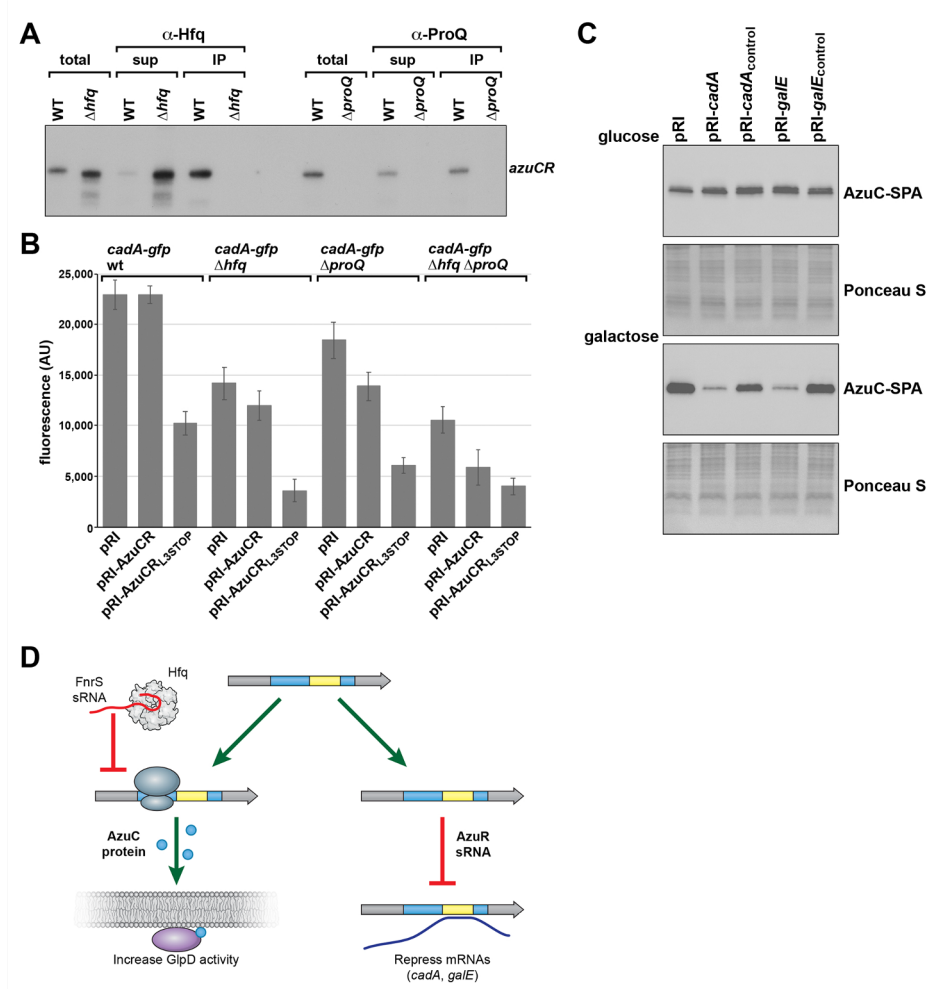 A
α-Hfq
α-ProQ
total
sup
IP
total
sup
IP
WT
Δhfq
WT
Δhfq
WT
Δhfq
WT
ΔproQ
WT
ΔproQ
WT
ΔproQ
azuCR
B
cadA-gfp
wt
cadA-gfp
Δhfq
cadA-gfp
ΔproQ
cadA-gfp
Δhfq ΔproQ
fluorescence (AU)
25,000
20,000
15,000
10,000
5,000
0
pRI
pRI-AzuCR
pRI-AzuCRL3STOP
pRI
pRI-AzuCR
pRI-AzuCRL3STOP
pRI
pRI-AzuCR
pRI-AzuCRL3STOP
pRI
pRI-AzuCR
pRI-AzuCRL3STOP
C
pRI
pRI-cadA
pRI-cadAcontrol
pRI-galE
pRI-galEcontrol
glucose
AzuC-SPA
Ponceau S
galactose
AzuC-SPA
Ponceau S
D
FnrS
sRNA
Hfq
AzuC
protein
Increase GlpD activity
AzuR
sRNA
Repress mRNAs
(cadA, galE)